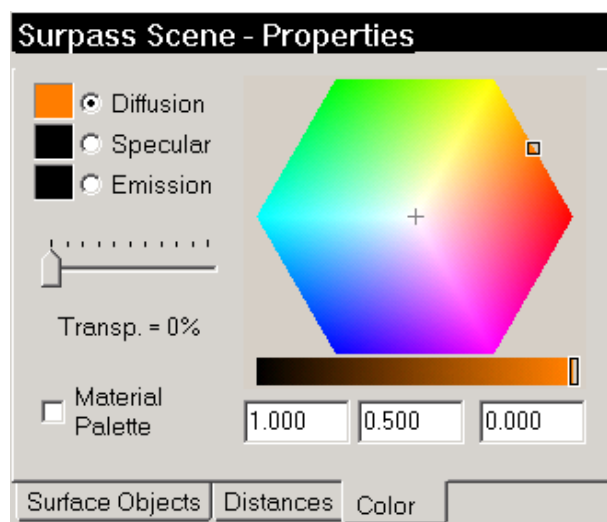 Surpass Scene - Properties
Diffusion
Specular
Emission
Transp. = 0%
Material
Palette
1.000 0.500 0.000
Surface Objects Distances Color